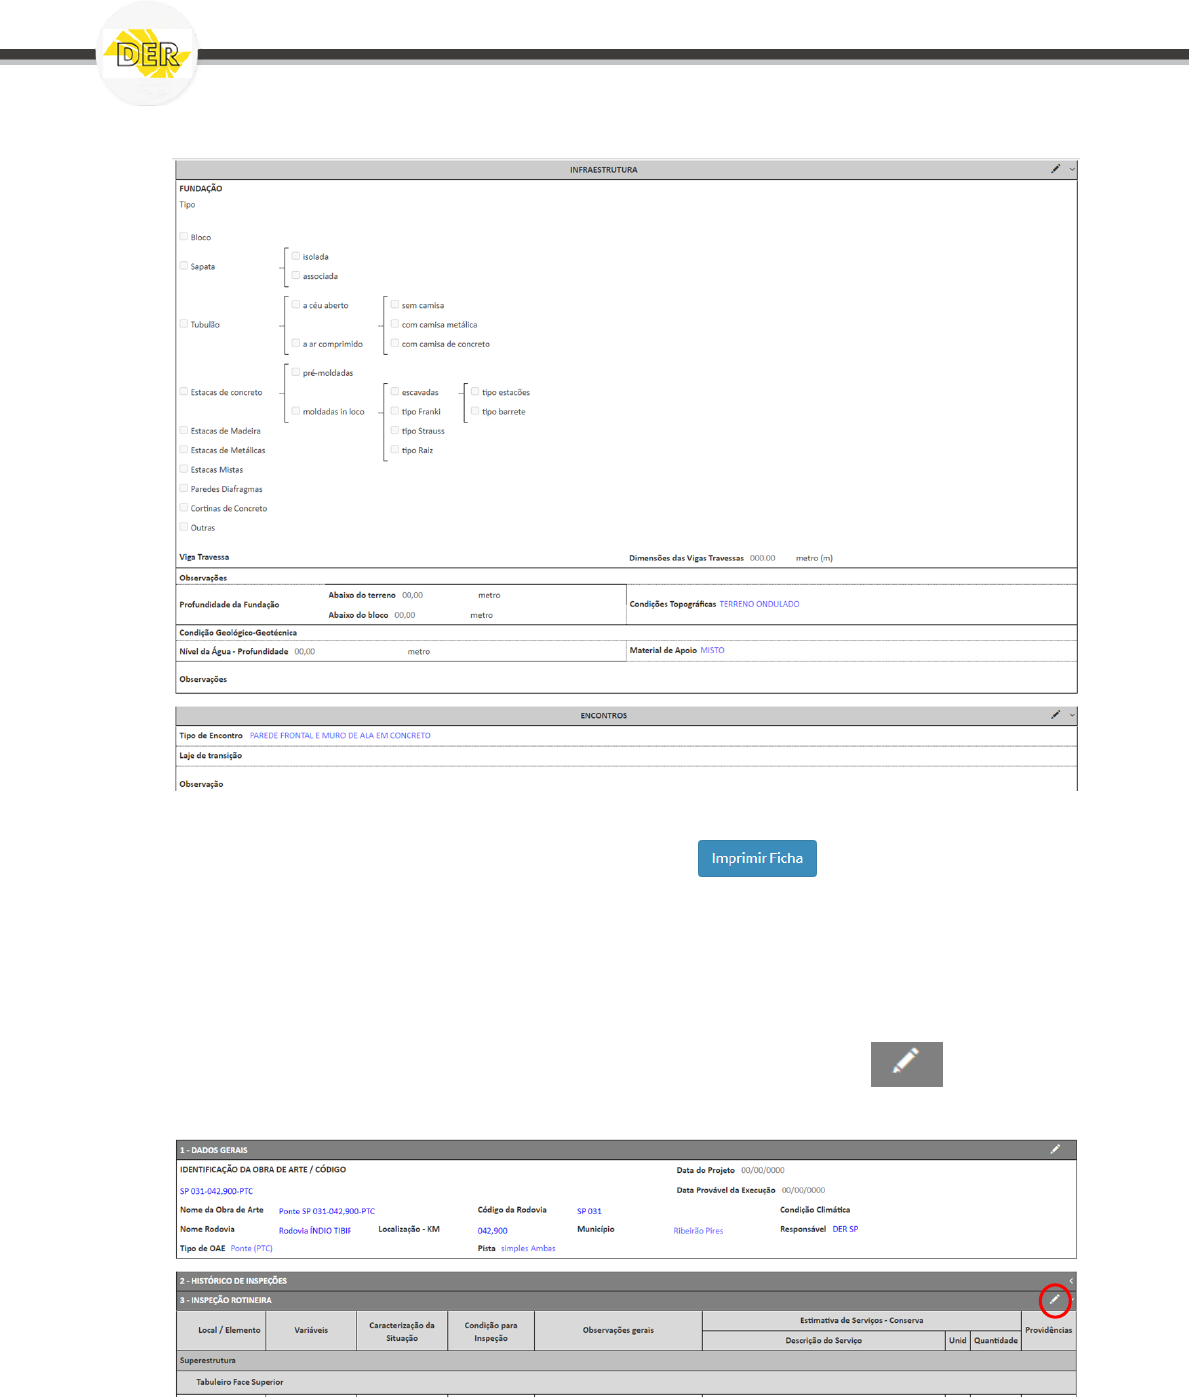 DER
INFRAESTRUTURA
FUNDAÇÃO
Tipo
Bloco
Sapata
isolada
associada
Tubulão
a céu aberto
a ar comprimido
sem camisa
com camisa metálica
com camisa de concreto
Estacas de concreto
pré-moldadas
moldadas in loco
escavadas
tipo Franki
tipo Strauss
tipo Raiz
tipo estacões
tipo barrete
Estacas de Madeira
Estacas de Metálicas
Estacas Mistas
Paredes Diafragmas
Cortinas de Concreto
Outras
Viga Travessa
Dimensões das Vigas Travessas 000.00 metro (m)
Observações
Profundidade da Fundação
Abaixo do terreno 00,00 metro
Abaixo do bloco 00,00 metro
Condições Topográficas TERRENO ONDULADO
Condição Geológico-Geotécnica
Nível da Água - Profundidade 00,00 metro
Material de Apoio MISTO
Observações
ENCONTROS
Tipo de Encontro PAREDE FRONTAL E MURO DE ALA EM CONCRETO
Laje de transição
Observação
Imprimir Ficha
1 - DADOS GERAIS
IDENTIFICAÇÃO DA OBRA DE ARTE / CÓDIGO
Data do Projeto 00/00/0000
SP 031-042,900-PTC
Data Provável da Execução 00/00/0000
Nome da Obra de Arte Ponte SP 031-042,900-PTC Código da Rodovia SP 031 Condição Climática
Nome Rodovia Rodovia ÍNDIO TIBIF Localização - KM 042,900 Município Ribeirão Pires Responsável DER SP
Tipo de OAE Ponte (PTC) Pista simples Ambas
2 - HISTÓRICO DE INSPEÇÕES
3 - INSPEÇÃO ROTINEIRA
Local / Elemento
Variáveis
Caracterização da
Situação
Condição para
Inspeção
Observações gerais
Estimativa de Serviços - Conserva
Descrição do Serviço
Unid
Quantidade
Providências
Superestrutura
Tabuleiro Face Superior